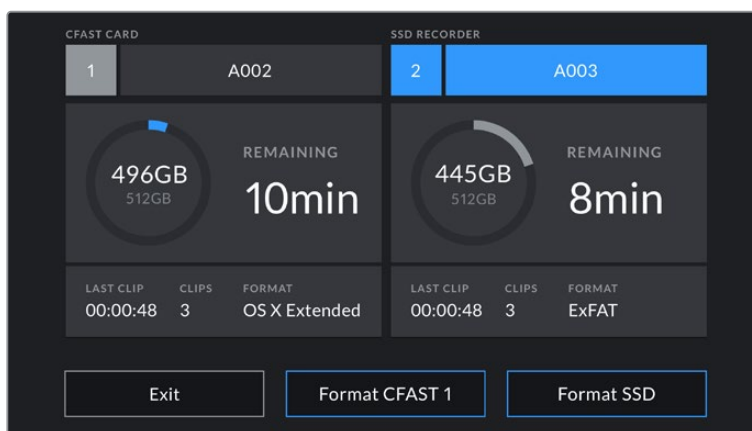 CFAST CARD
1 A002
SSD RECORDER
2 A003
496GB
512GB
REMAINING
10min
445GB
512GB
REMAINING
8min
LAST CLIP CLIPS FORMAT
00:00:48 3 OS X Extended
LAST CLIP CLIPS FORMAT
00:00:48 3 ExFAT
Exit
Format CFAST 1
Format SSD